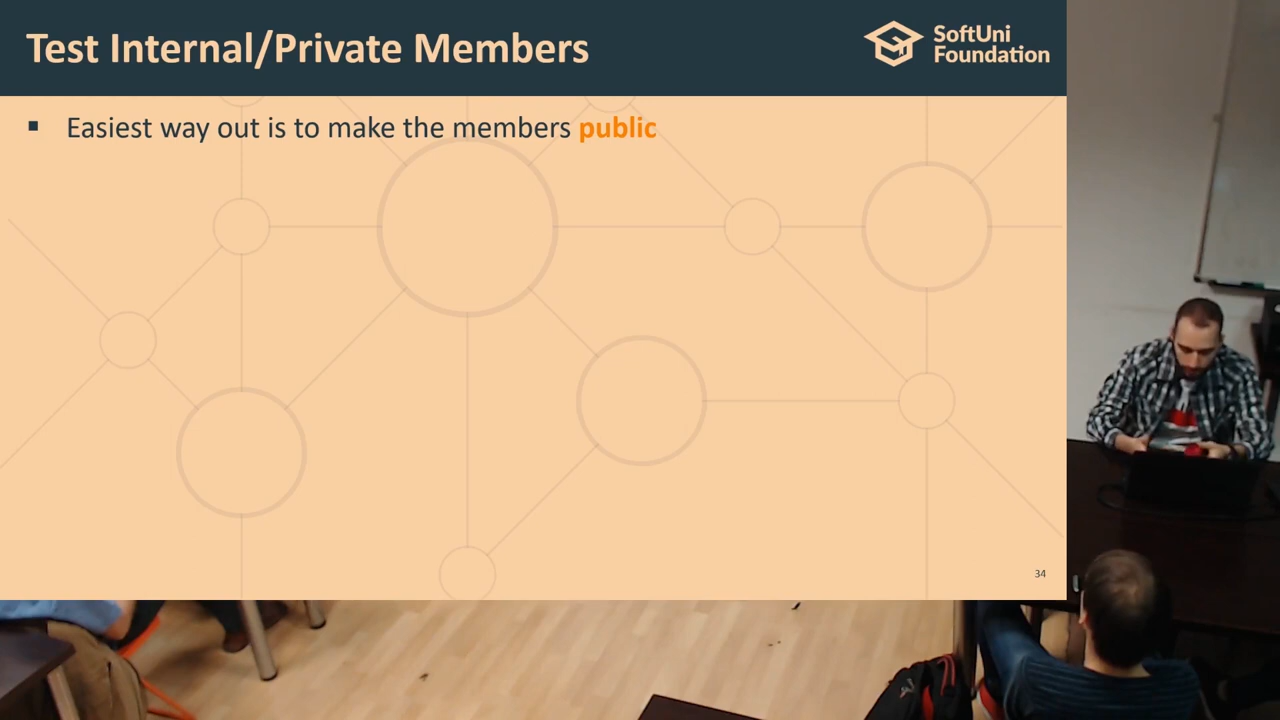 Test Internal/Private Members
SoftUni
Foundation
▪ Easiest way out is to make the members public
34